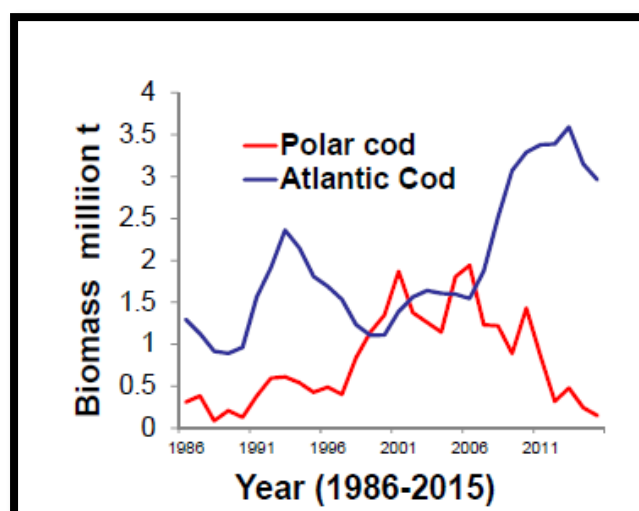 Biomass milliion t
4
3.5
3
2.5
2
1.5
1
0.5
0
Polar cod
Atlantic Cod
1986 1991 1996 2001 2006 2011
Year (1986-2015)